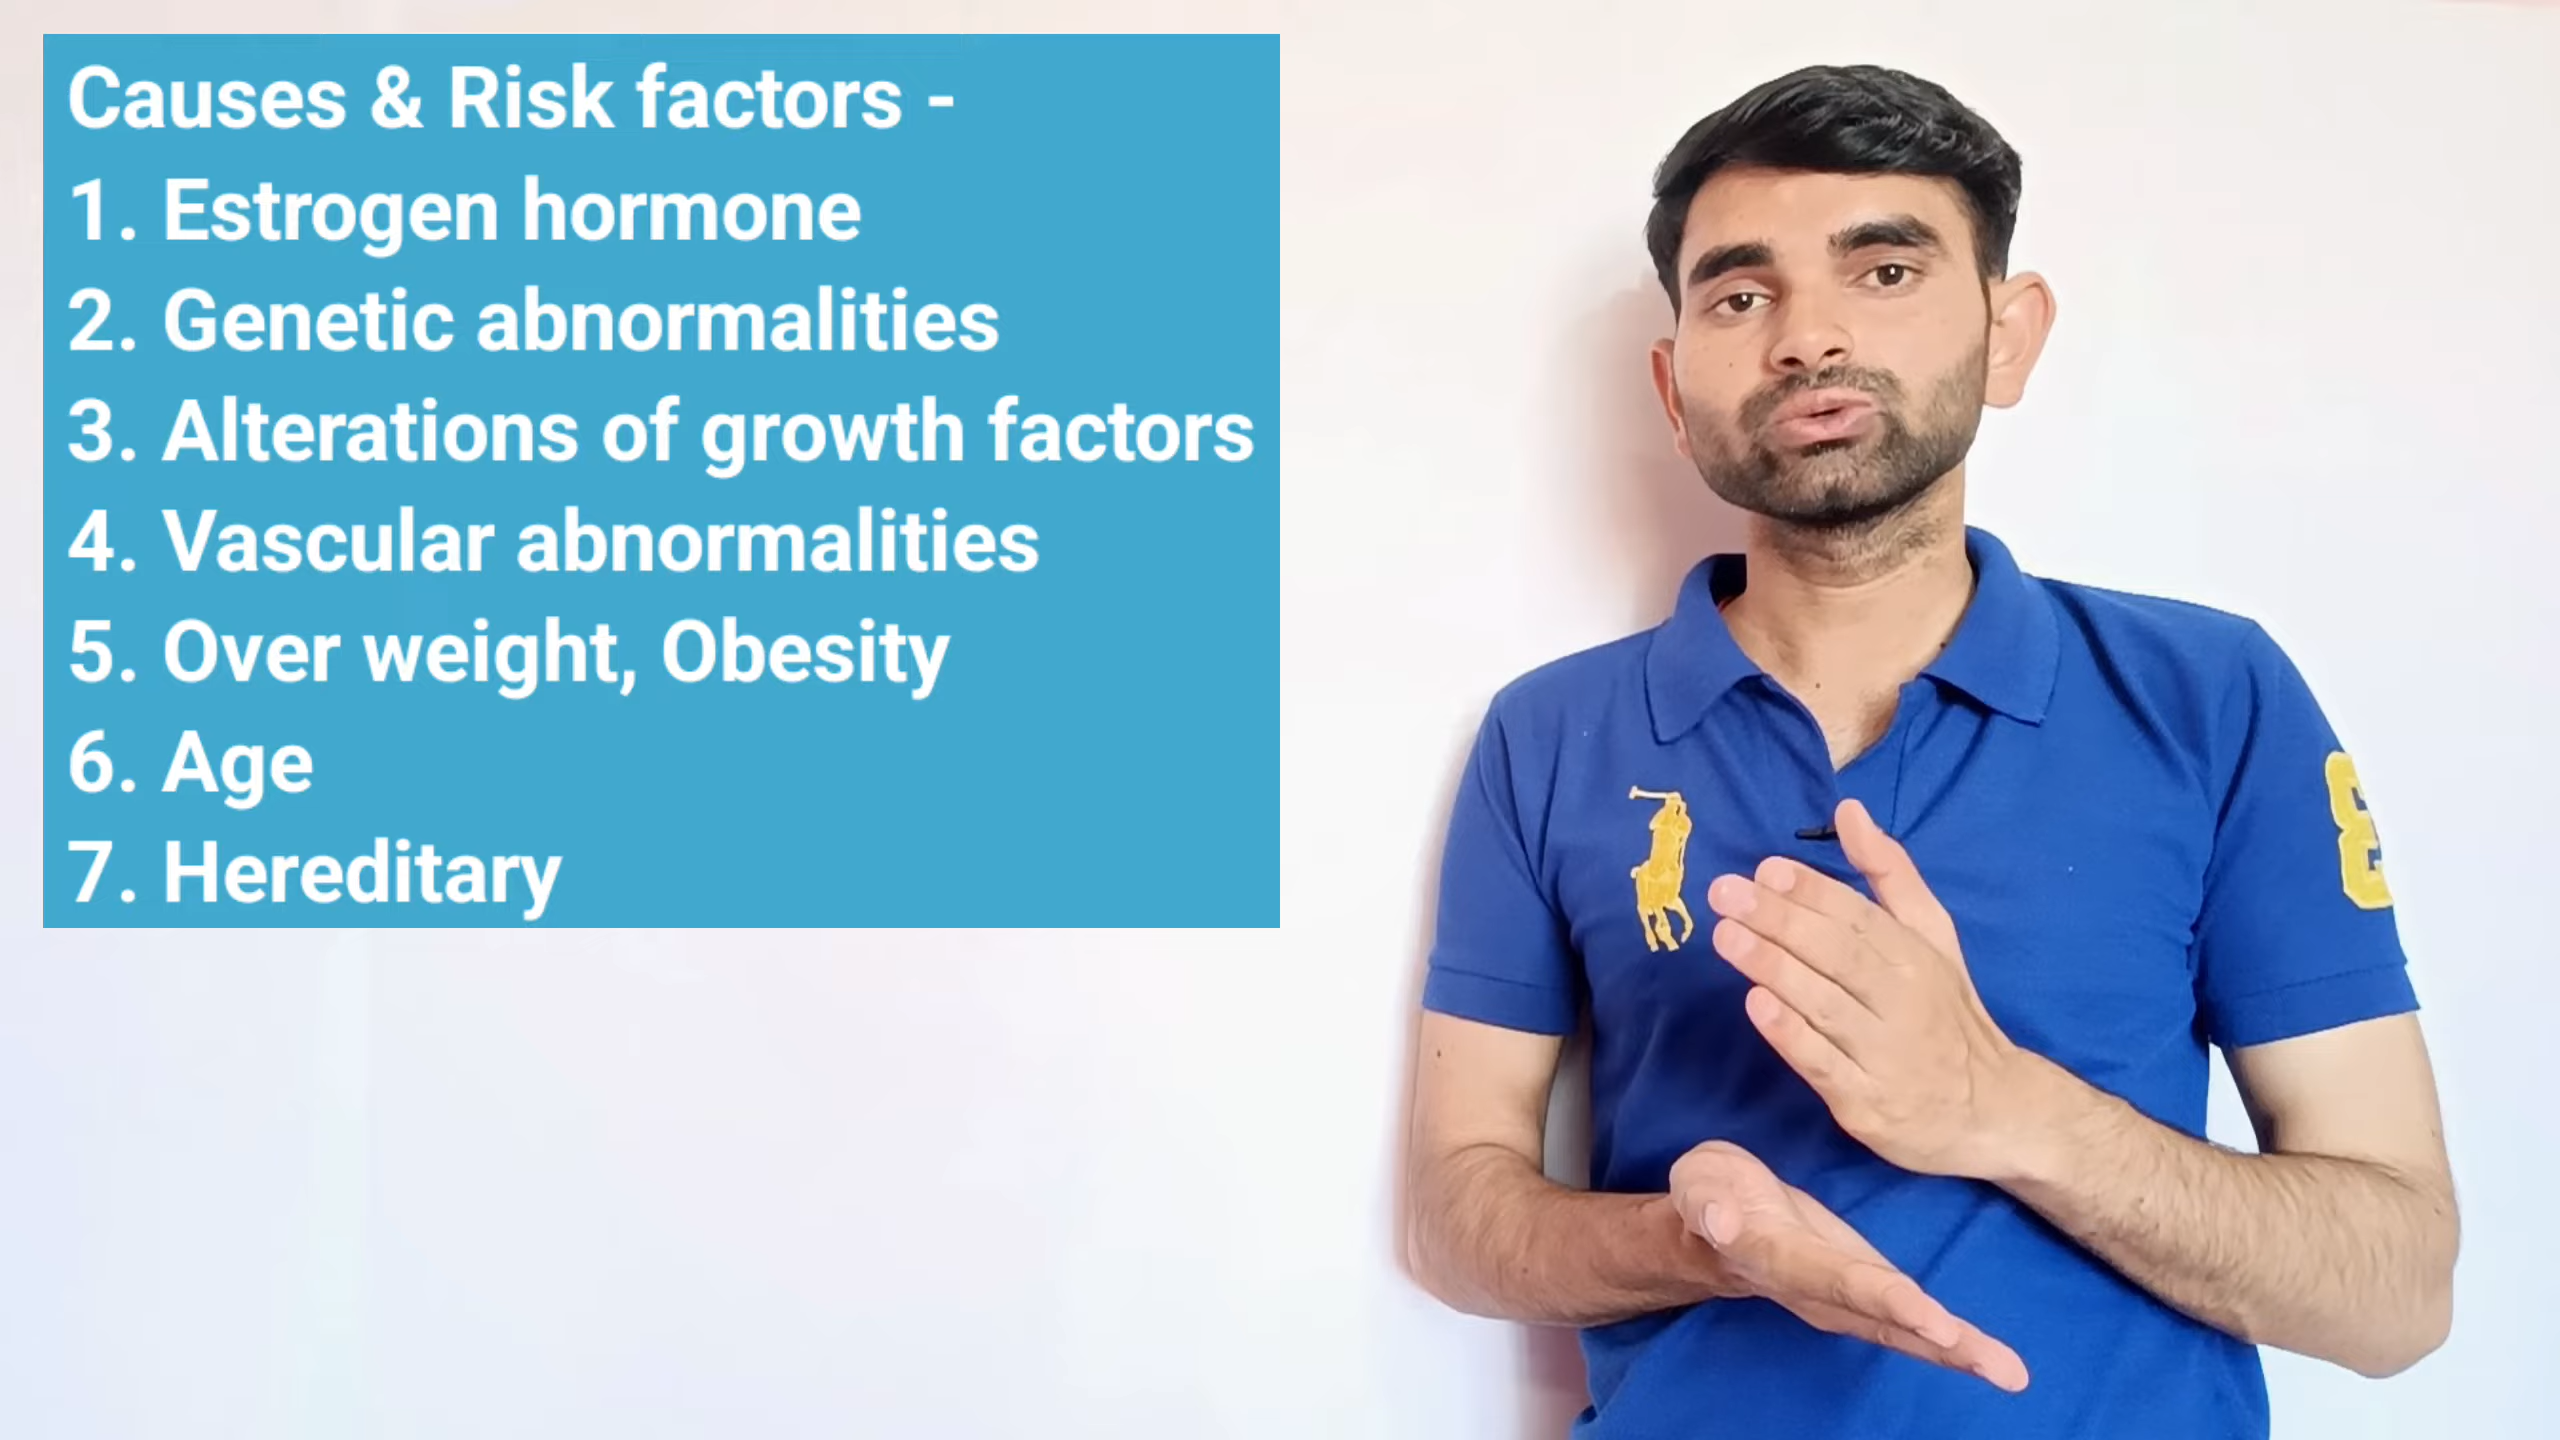 Causes & Risk factors -
1. Estrogen hormone
2. Genetic abnormalities
3. Alterations of growth factors
4. Vascular abnormalities
5. Over weight, Obesity
6. Age
7. Hereditary